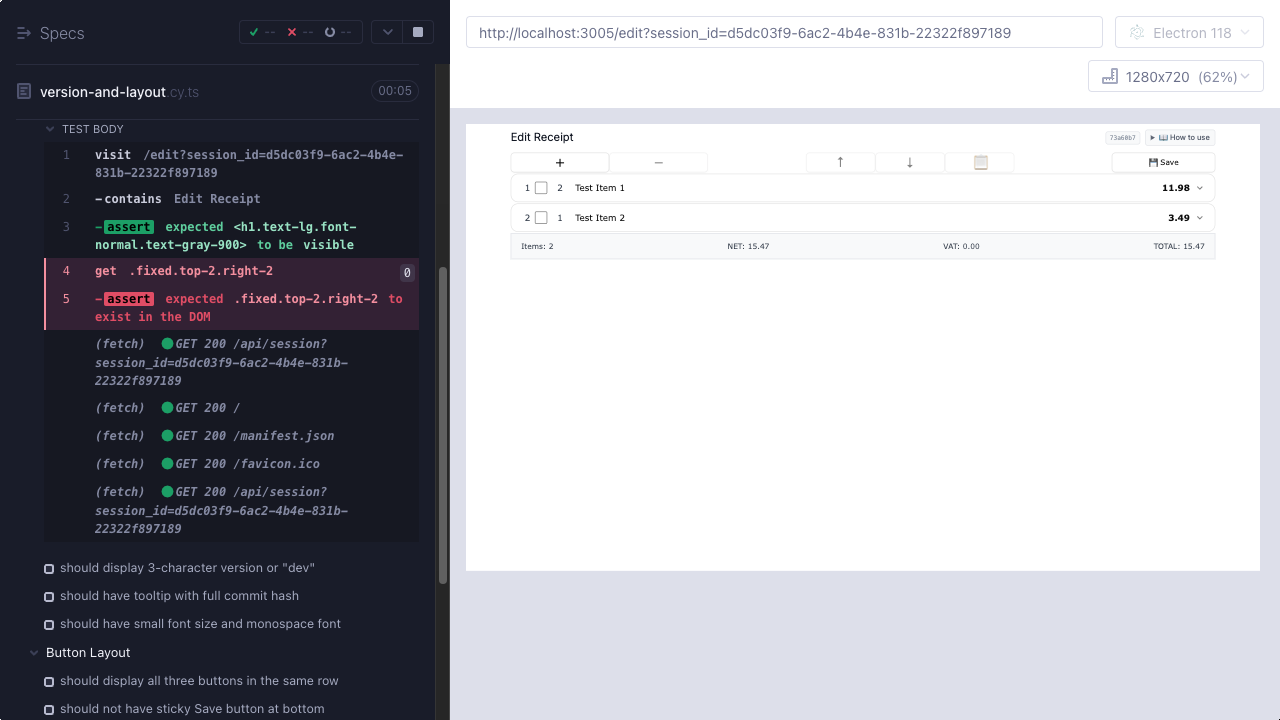 Specs
-- -- --
version-and-layout.cy.ts
00:05
TEST BODY
1 visit /edit?session_id=d5dc03f9-6ac2-4b4e-
831b-22322f897189
2 -contains Edit Receipt
3 -assert expected <h1.text-lg.font-
normal.text-gray-900> to be visible
4 get .fixed.top-2.right-2 0
5 -assert expected .fixed.top-2.right-2 to
exist in the DOM
(fetch) GET 200 /api/session?
session_id=d5dc03f9-6ac2-4b4e-831b-
22322f897189
(fetch) GET 200 /
(fetch) GET 200 /manifest.json
(fetch) GET 200 /favicon.ico
(fetch) GET 200 /api/session?
session_id=d5dc03f9-6ac2-4b4e-831b-
22322f897189
should display 3-character version or "dev"
should have tooltip with full commit hash
should have small font size and monospace font
Button Layout
should display all three buttons in the same row
should not have sticky Save button at bottom
http://localhost:3005/edit?session_id=d5dc03f9-6ac2-4b4e-831b-22322f897189
Electron 118
1280x720 (62%)
Edit Receipt
73a60b7
How to use
+ − ↑ ↓ Save
1 2 Test Item 1 11.98
2 1 Test Item 2 3.49
Items: 2 NET: 15.47 VAT: 0.00 TOTAL: 15.47